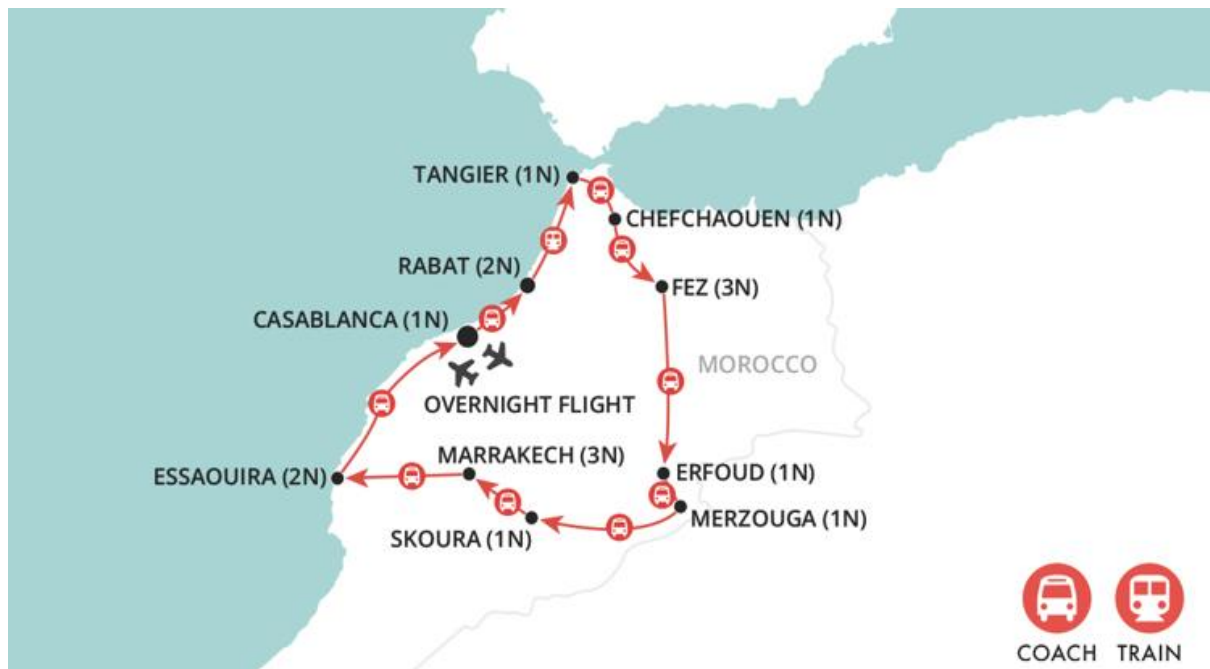 TANGIER (1N)
CHEFCHAOUEN (1N)
RABAT (2N)
FEZ (3N)
CASABLANCA (1N)
MOROCCO
OVERNIGHT FLIGHT
MARRAKECH (3N)
ESSAOUIRA (2N)
ERFOUD (1N)
MERZOUGA (1N)
SKOURA (1N)
COACH TRAIN